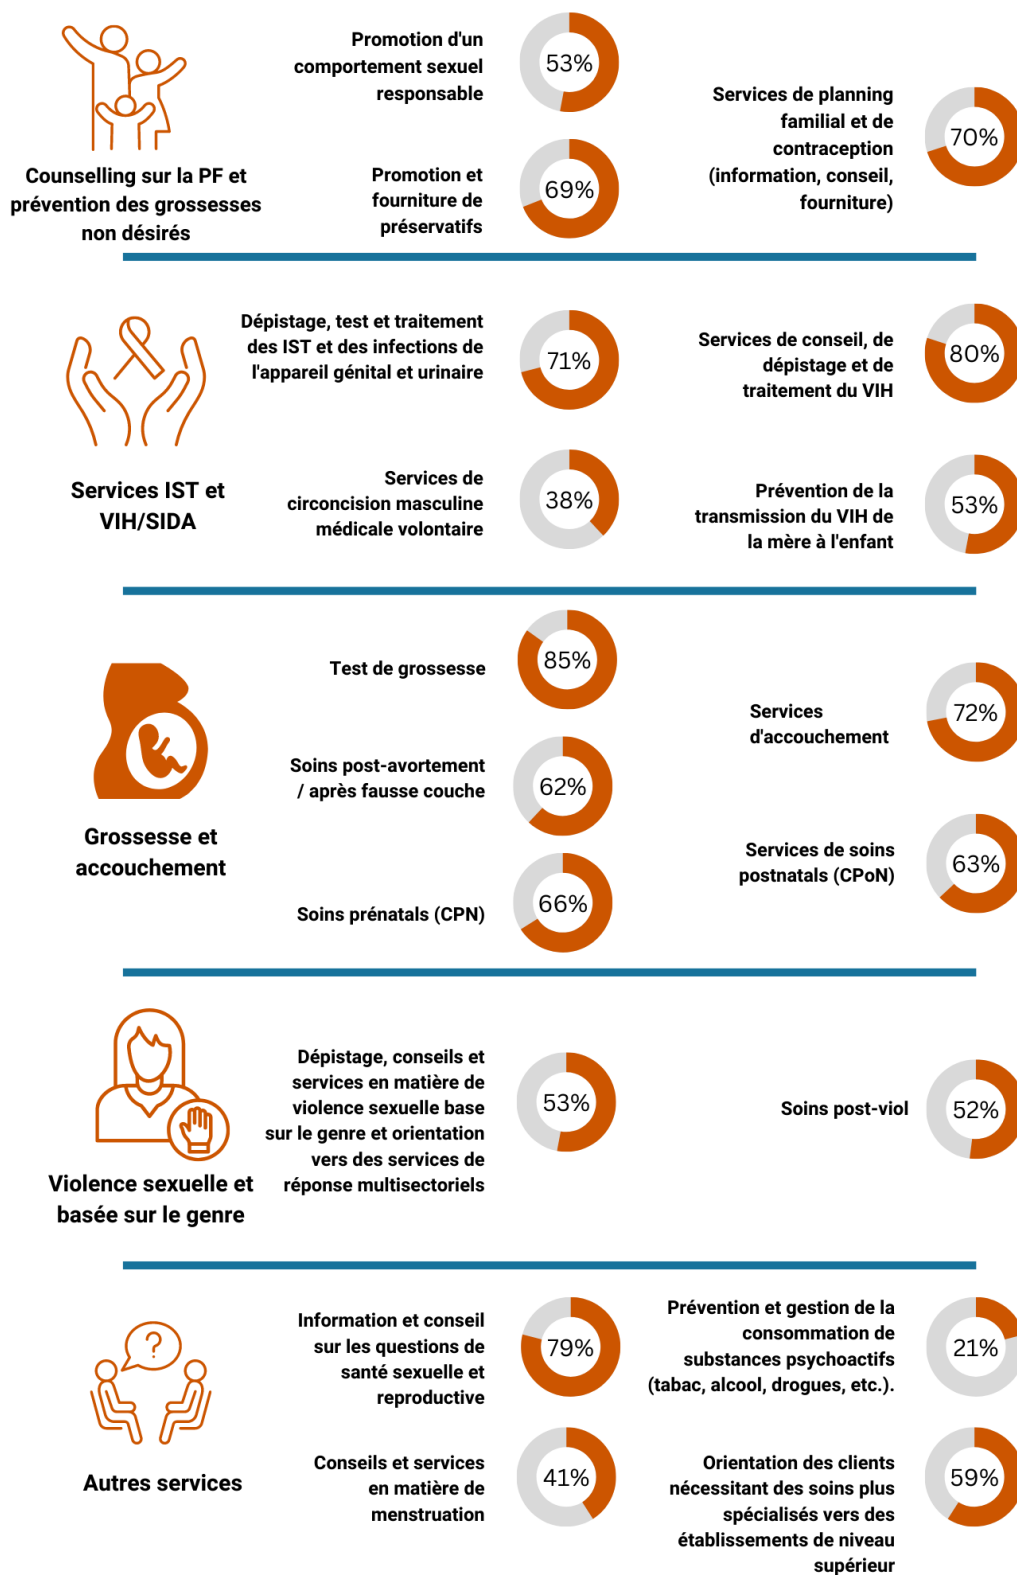 Counselling sur la PF et
prévention des grossesses
non désirés
Promotion d'un
comportement sexuel
responsable
53%
Promotion et
fourniture de
préservatifs
69%
Services de planning
familial et de
contraception
(information, conseil,
fourniture)
70%
Services IST et
VIH/SIDA
Dépistage, test et traitement
des IST et des infections de
l'appareil génital et urinaire
71%
Services de conseil, de
dépistage et de
traitement du VIH
80%
Services de
circoncision masculine
médicale volontaire
38%
Prévention de la
transmission du VIH de
la mère à l'enfant
53%
Grossesse et
accouchement
Test de grossesse
85%
Services
d'accouchement
72%
Soins post-avortement
/ après fausse couche
62%
Services de soins
postnatals (CPoN)
63%
Soins prénatals (CPN)
66%
Violence sexuelle et
basée sur le genre
Dépistage, conseils et
services en matière de
violence sexuelle base
sur le genre et orientation
vers des services de
réponse multisectoriels
53%
Soins post-viol
52%
?
Autres services
Information et conseil
sur les questions de
santé sexuelle et
reproductive
79%
Prévention et gestion de la
consommation de
substances psychoactifs
(tabac, alcool, drogues, etc.).
21%
Conseils et services
en matière de
menstruation
41%
Orientation des clients
nécessitant des soins plus
spécialisés vers des
établissements de niveau
supérieur
59%